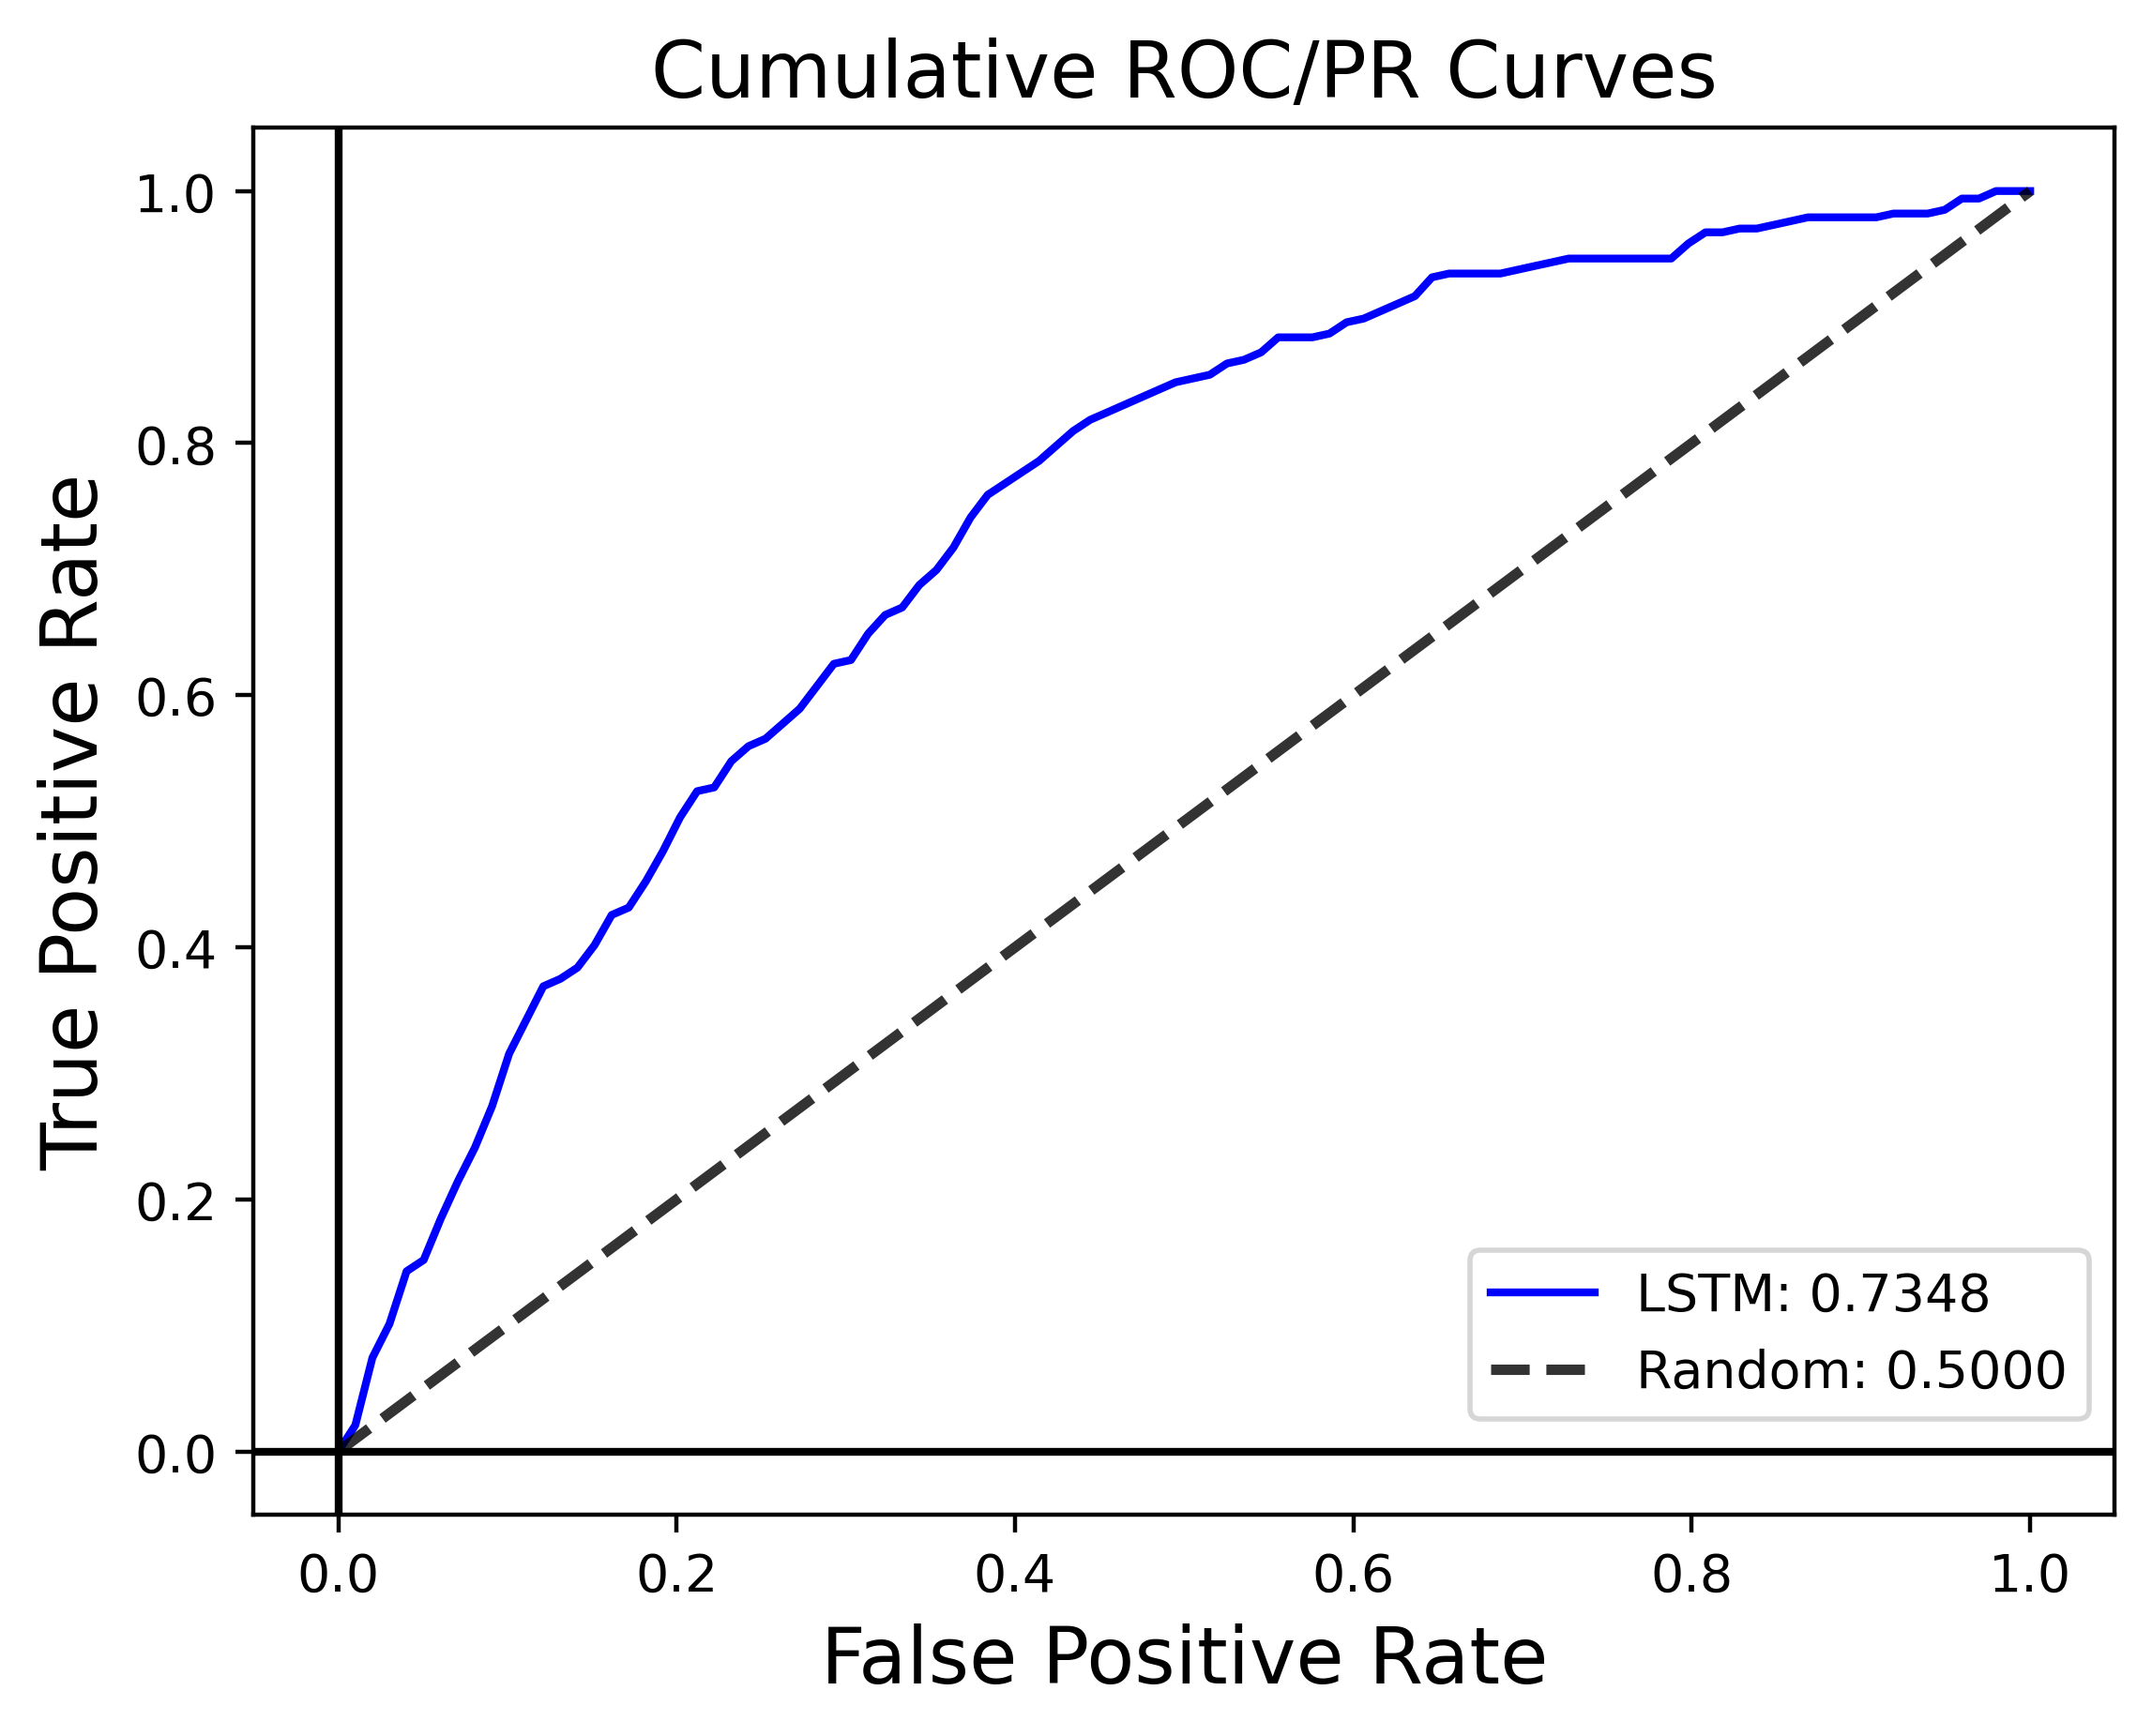 Cumulative ROC/PR Curves
True Positive Rate
1.0
0.8
0.6
0.4
0.2
0.0
0.0 0.2 0.4 0.6 0.8 1.0
False Positive Rate
LSTM: 0.7348
Random: 0.5000